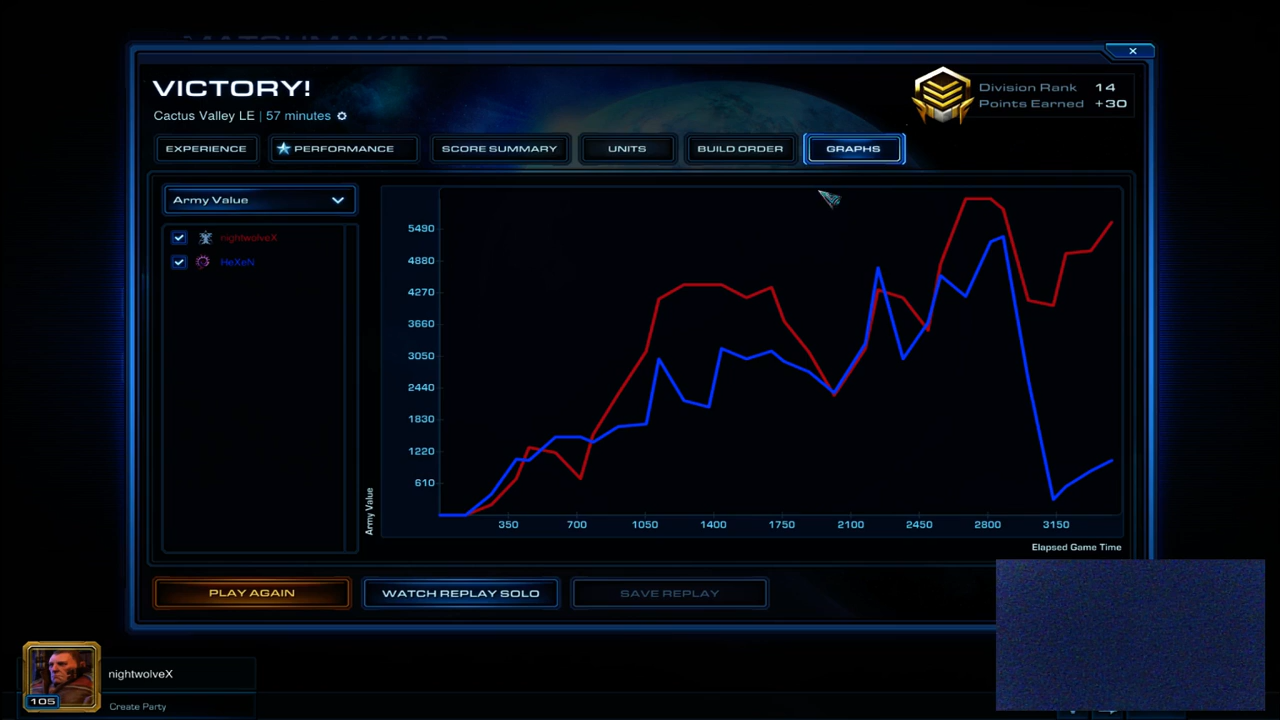 VICTORY!
Cactus Valley LE | 57 minutes
Division Rank 14
Points Earned +30
EXPERIENCE
PERFORMANCE
SCORE SUMMARY
UNITS
BUILD ORDER
GRAPHS
Army Value
nightwolveX
HeXeN
5490
4880
4270
3660
3050
2440
1830
1220
610
Army Value
350 700 1050 1400 1750 2100 2450 2800 3150
Elapsed Game Time
PLAY AGAIN
WATCH REPLAY SOLO
SAVE REPLAY
105
nightwolveX
Create Party